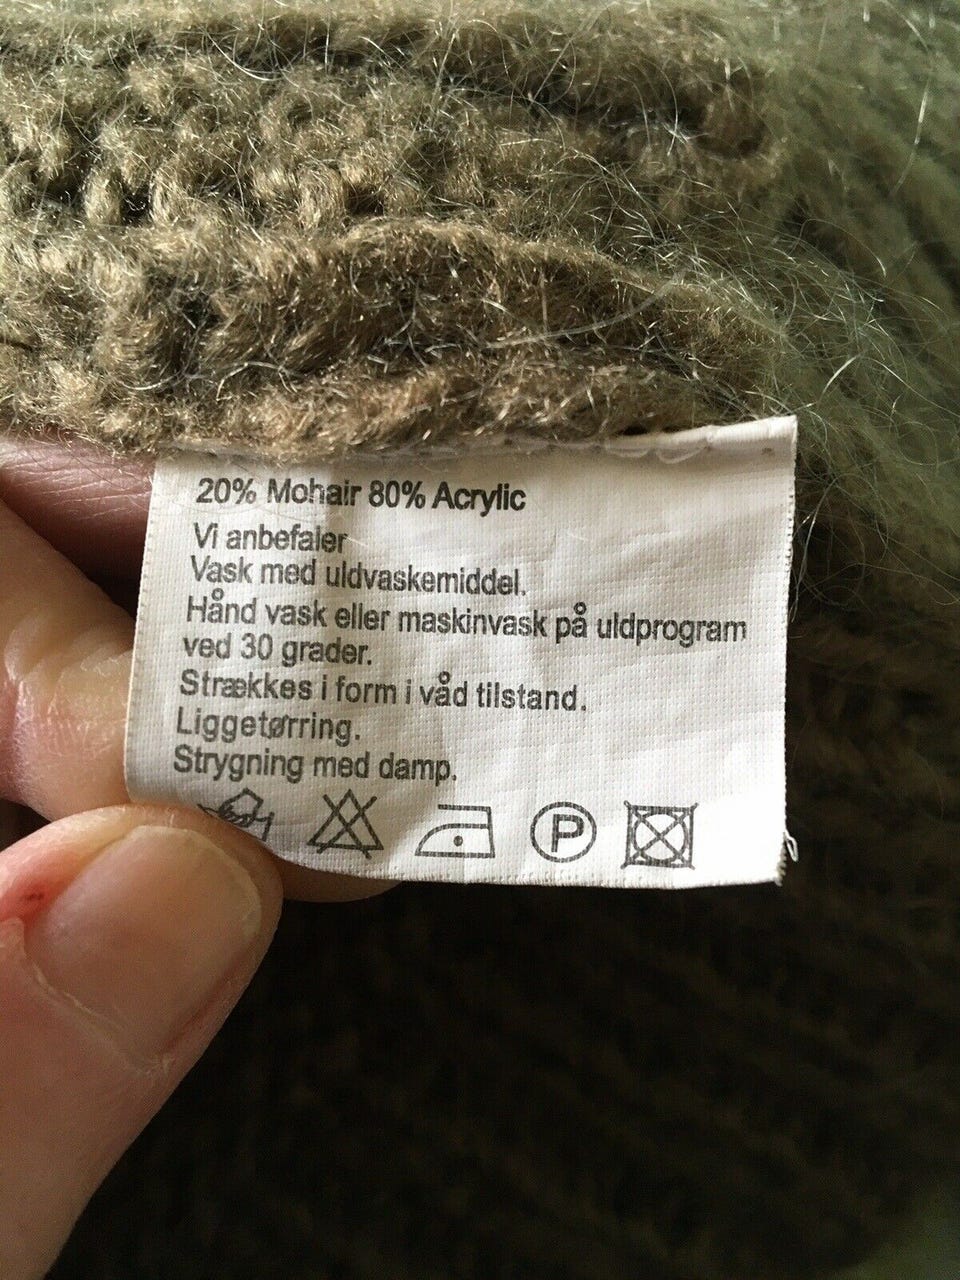 20% Mohair 80% Acrylic
Vi anbefaler
Vask med uldvaskemiddel.
Hånd vask eller maskinvask på uldprogram
ved 30 grader.
Strækkes i form i våd tilstand.
Liggetørring.
Strygning med damp.
P